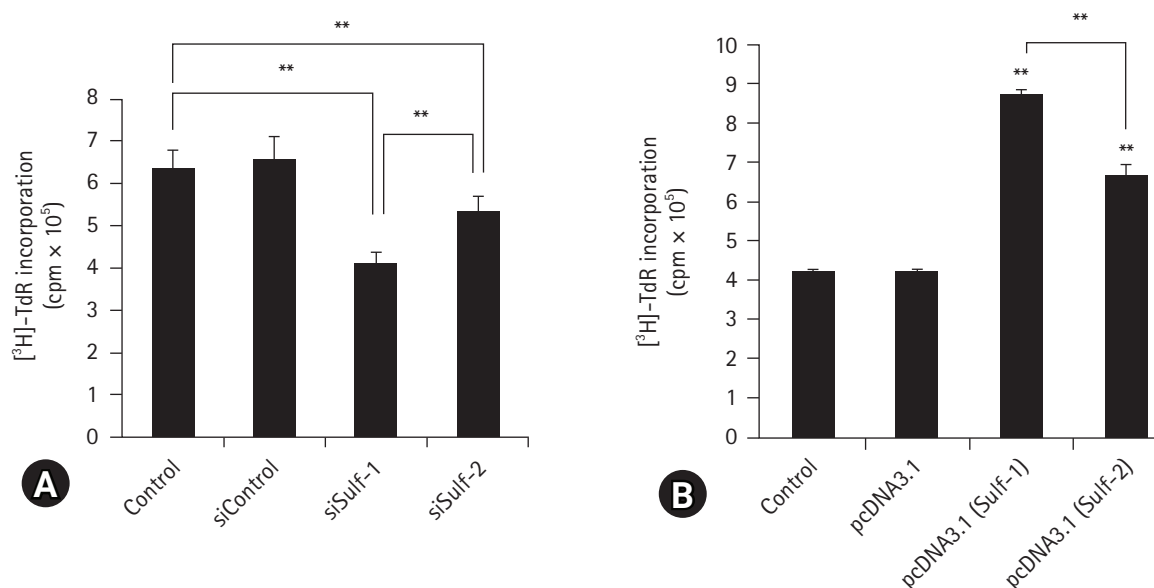 **
**
**
8
7
6
5
4
3
2
1
0
[³H]-TdR incorporation
(cpm × 10⁵)
Control
siControl
siSulf-1
siSulf-2
A
**
**
**
10
9
8
7
6
5
4
3
2
1
0
[³H]-TdR incorporation
(cpm × 10⁵)
Control
pcDNA3.1
pcDNA3.1 (Sulf-1)
pcDNA3.1 (Sulf-2)
B